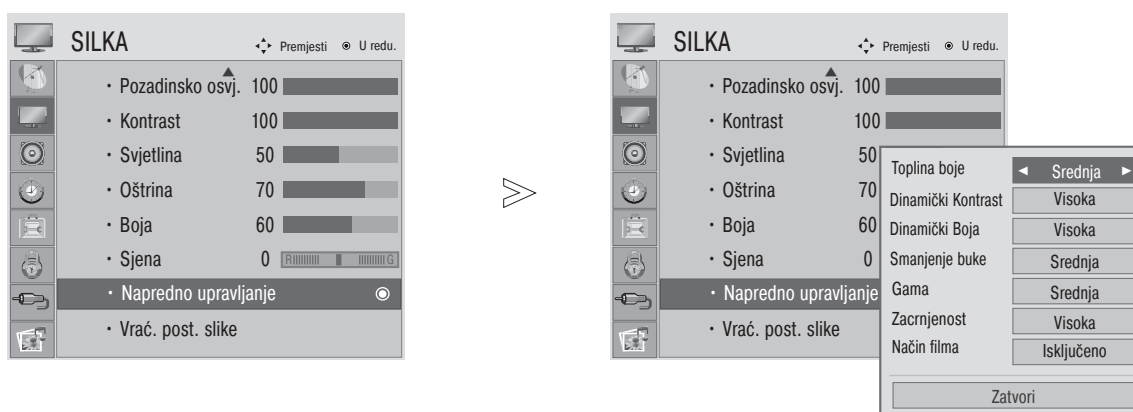 SILKA Premjesti U redu.
• Pozadinsko osvj. 100
• Kontrast 100
• Svjetlina 50
• Oštrina 70
• Boja 60
• Sjena 0 R G
• Napredno upravljanje
• Vrać. post. slike
SILKA Premjesti U redu.
• Pozadinsko osvj. 100
• Kontrast 100
• Svjetlina 50
• Oštrina 70
• Boja 60
• Sjena 0
• Napredno upravljanje
• Vrać. post. slike
Toplina boje Srednja
Dinamički Kontrast Visoka
Dinamički Boja Visoka
Smanjenje buke Srednja
Gama Srednja
Zacrnjenost Visoka
Način filma Isključeno
Zatvori